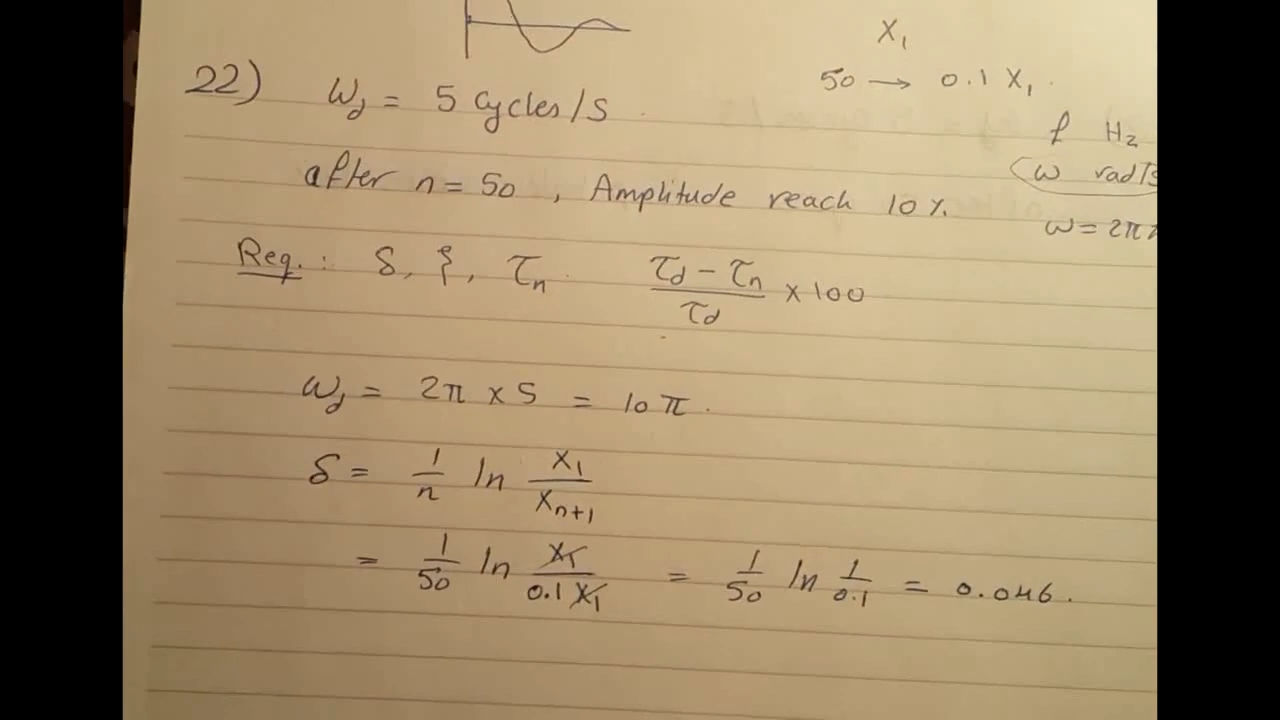 X₁
50 → 0.1 X₁
22) ω_d = 5 cycles/s
f Hz
(ω rad/s
after n = 50 , Amplitude reach 10 %.
ω = 2π
Req. : δ, ξ, τ_n. (τ_d − τ_n)/τ_d × 100
ω_d = 2π × 5 = 10 π.
δ = 1/n ln X₁/X_{n+1}
= 1/50 ln X₁/0.1 X₁ = 1/50 ln 1/0.1 = 0.046.